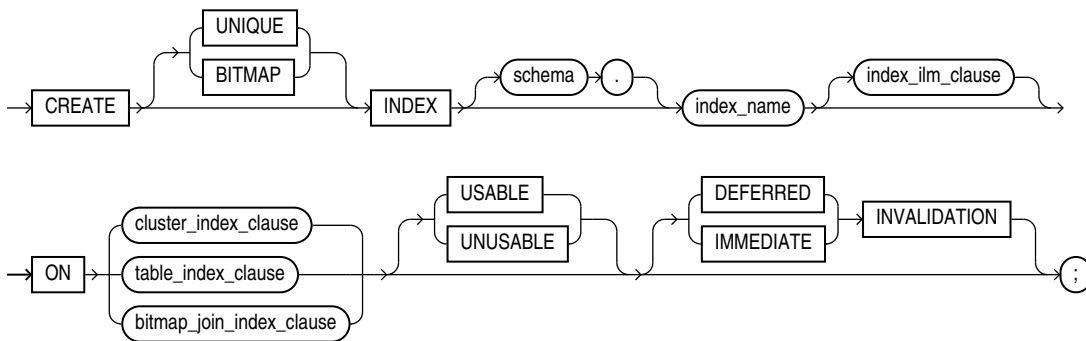 UNIQUE
BITMAP
schema .
index_ilm_clause
CREATE INDEX index_name
USABLE
DEFERRED
cluster_index_clause
UNUSABLE
IMMEDIATE
INVALIDATION
ON table_index_clause ;
bitmap_join_index_clause